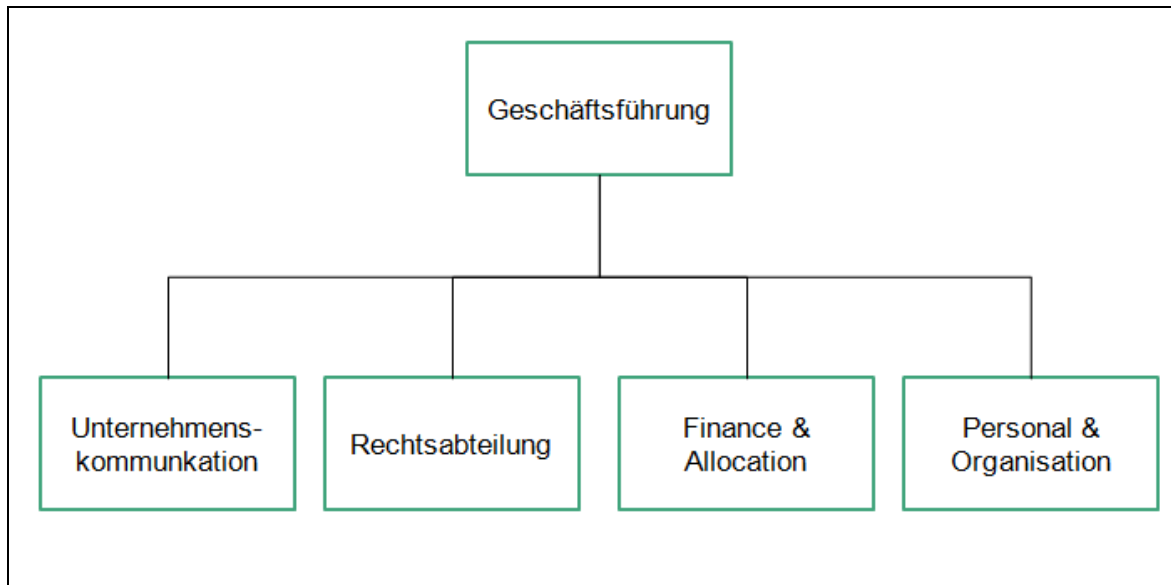 Geschäftsführung
Unternehmens-
kommunkation
Rechtsabteilung
Finance &
Allocation
Personal &
Organisation